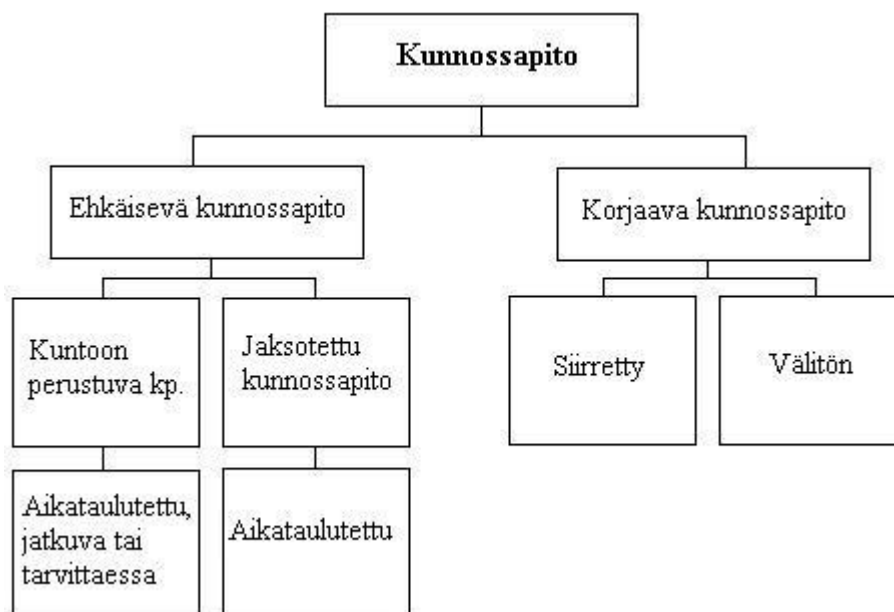 Kunnossapito
Ehkäisevä kunnossapito
Korjaava kunnossapito
Kuntoon
perustuva kp.
Jaksotettu
kunnossapito
Siirretty
Välitön
Aikataulutettu,
jatkuva tai
tarvittaessa
Aikataulutettu